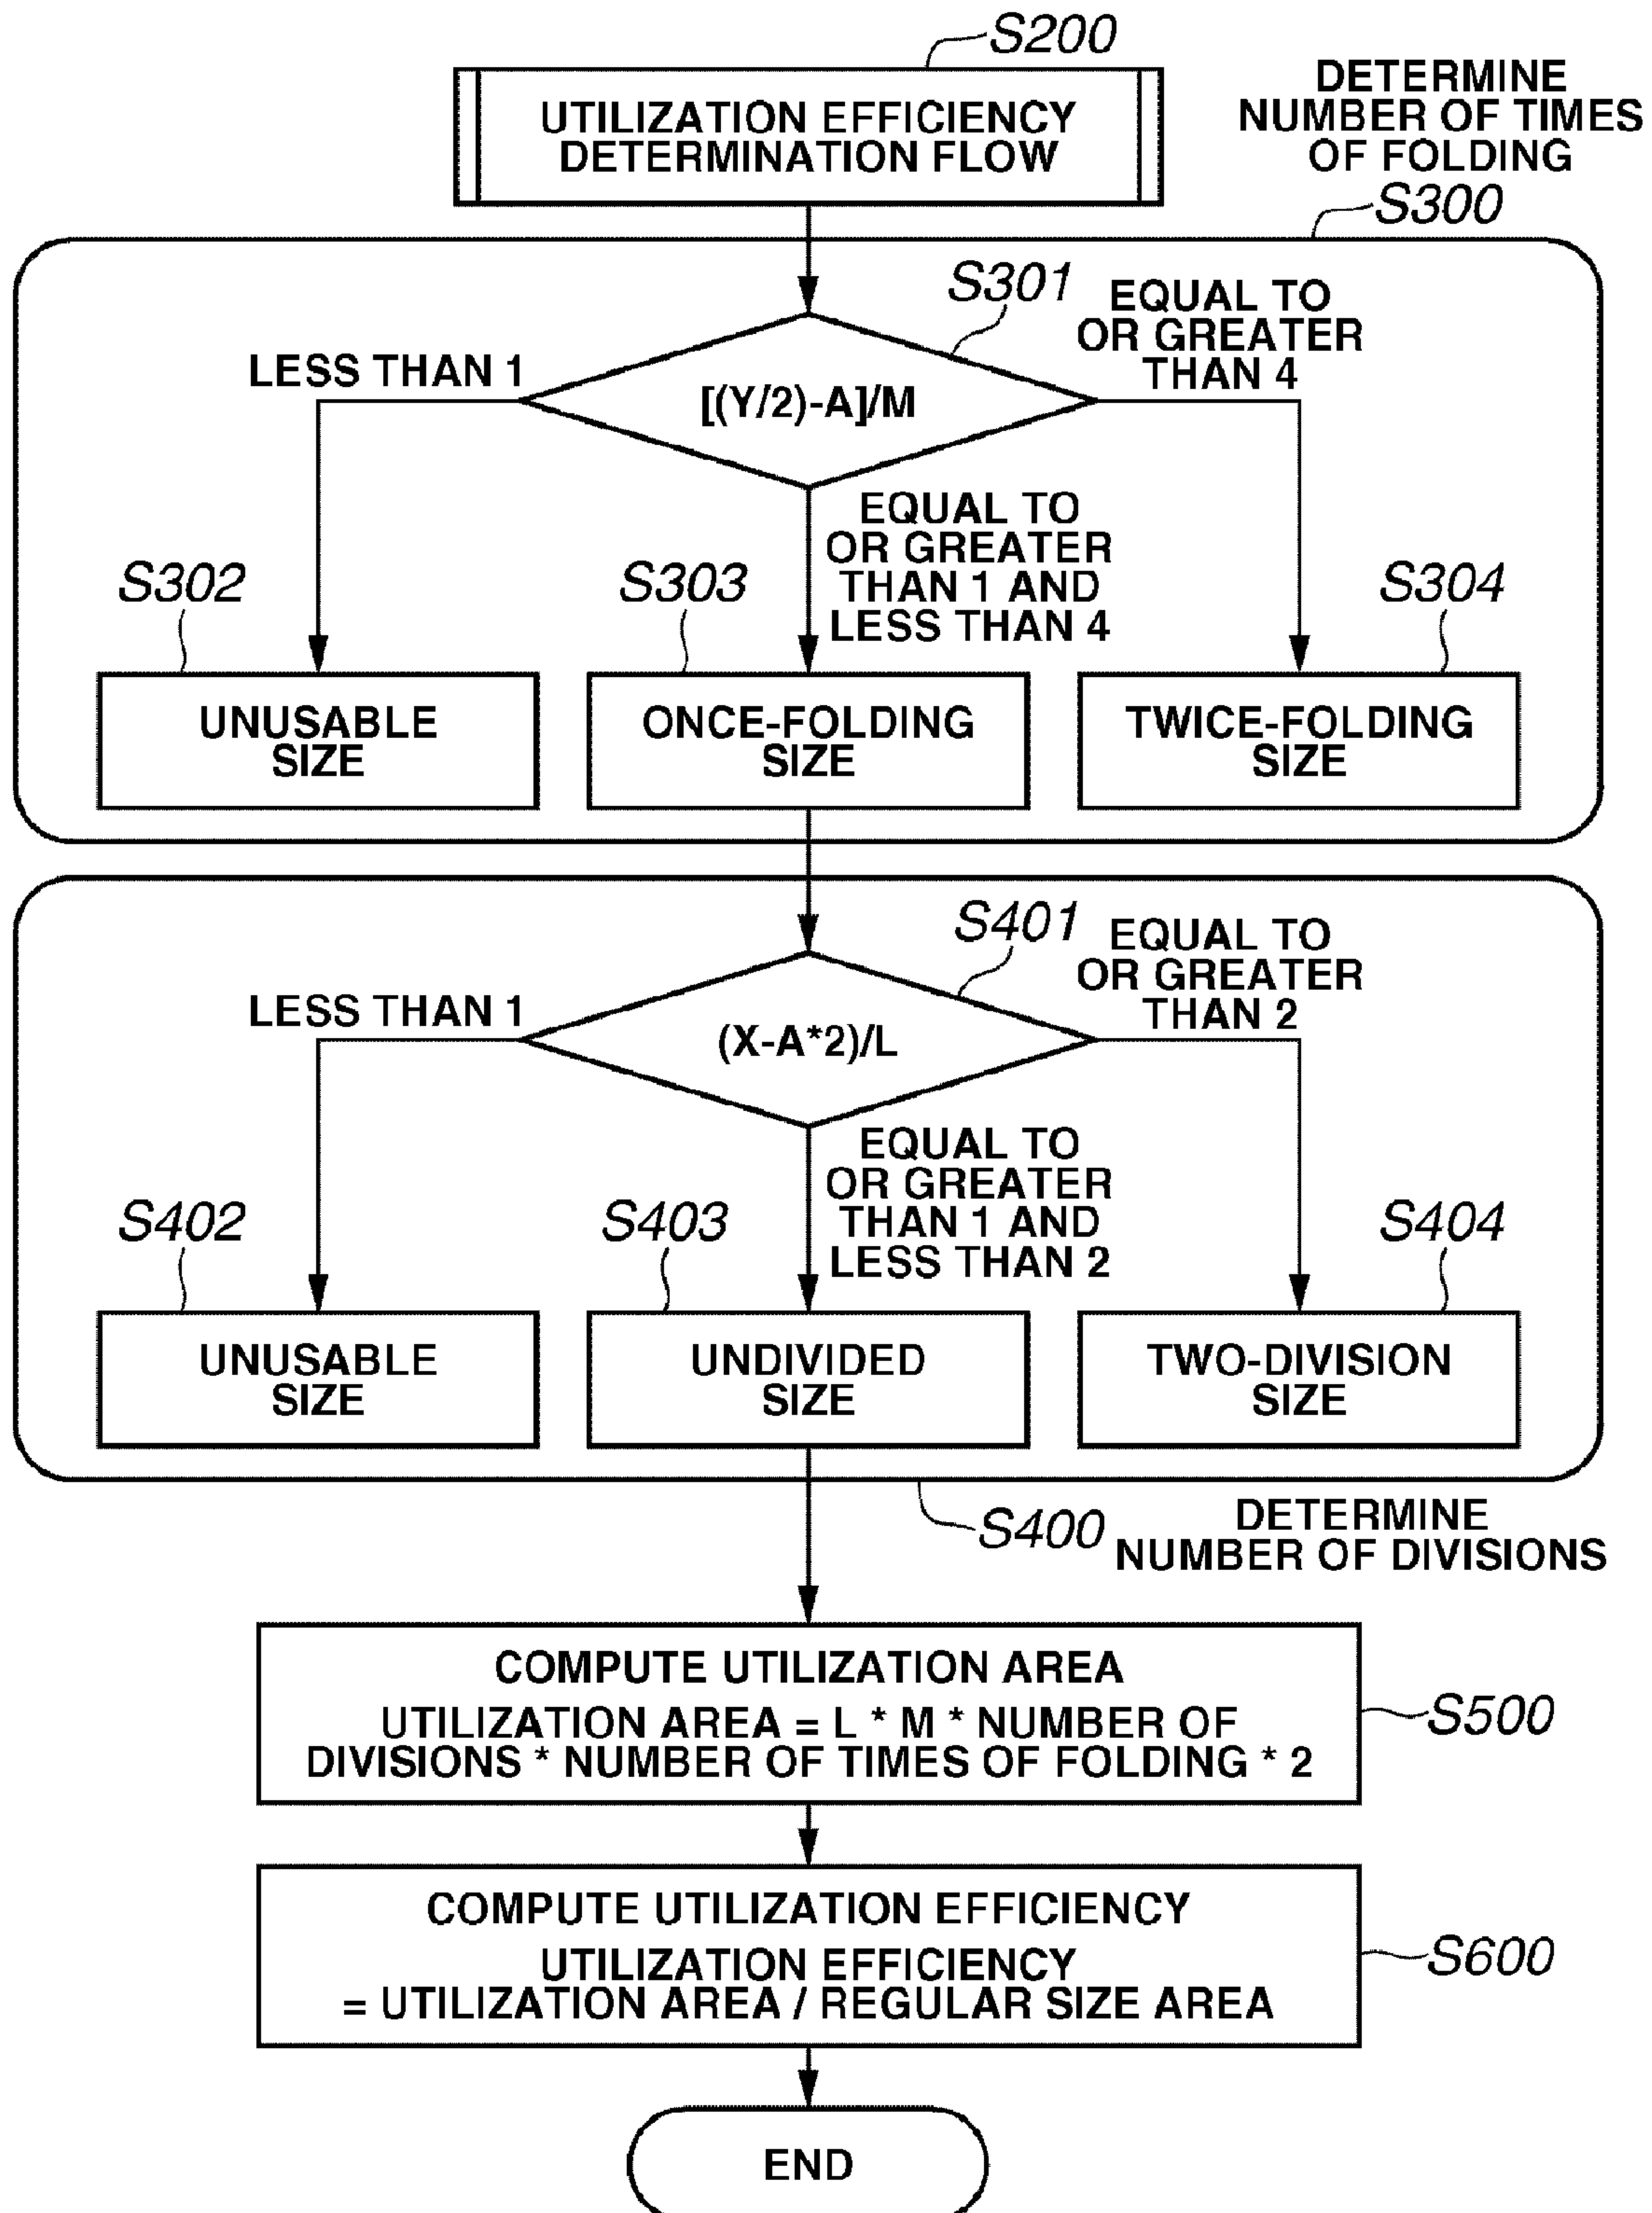 S200
UTILIZATION EFFICIENCY
DETERMINATION FLOW
DETERMINE
NUMBER OF TIMES
OF FOLDING
S300
S301
EQUAL TO
OR GREATER
THAN 4
LESS THAN 1
[(Y/2)-A]/M
EQUAL TO
OR GREATER
THAN 1 AND
LESS THAN 4
S302
S303
S304
UNUSABLE
SIZE
ONCE-FOLDING
SIZE
TWICE-FOLDING
SIZE
S401
EQUAL TO
OR GREATER
THAN 2
LESS THAN 1
(X-A*2)/L
EQUAL TO
OR GREATER
THAN 1 AND
LESS THAN 2
S402
S403
S404
UNUSABLE
SIZE
UNDIVIDED
SIZE
TWO-DIVISION
SIZE
S400
DETERMINE
NUMBER OF DIVISIONS
COMPUTE UTILIZATION AREA
UTILIZATION AREA = L * M * NUMBER OF
DIVISIONS * NUMBER OF TIMES OF FOLDING * 2
S500
COMPUTE UTILIZATION EFFICIENCY
UTILIZATION EFFICIENCY
= UTILIZATION AREA / REGULAR SIZE AREA
S600
END